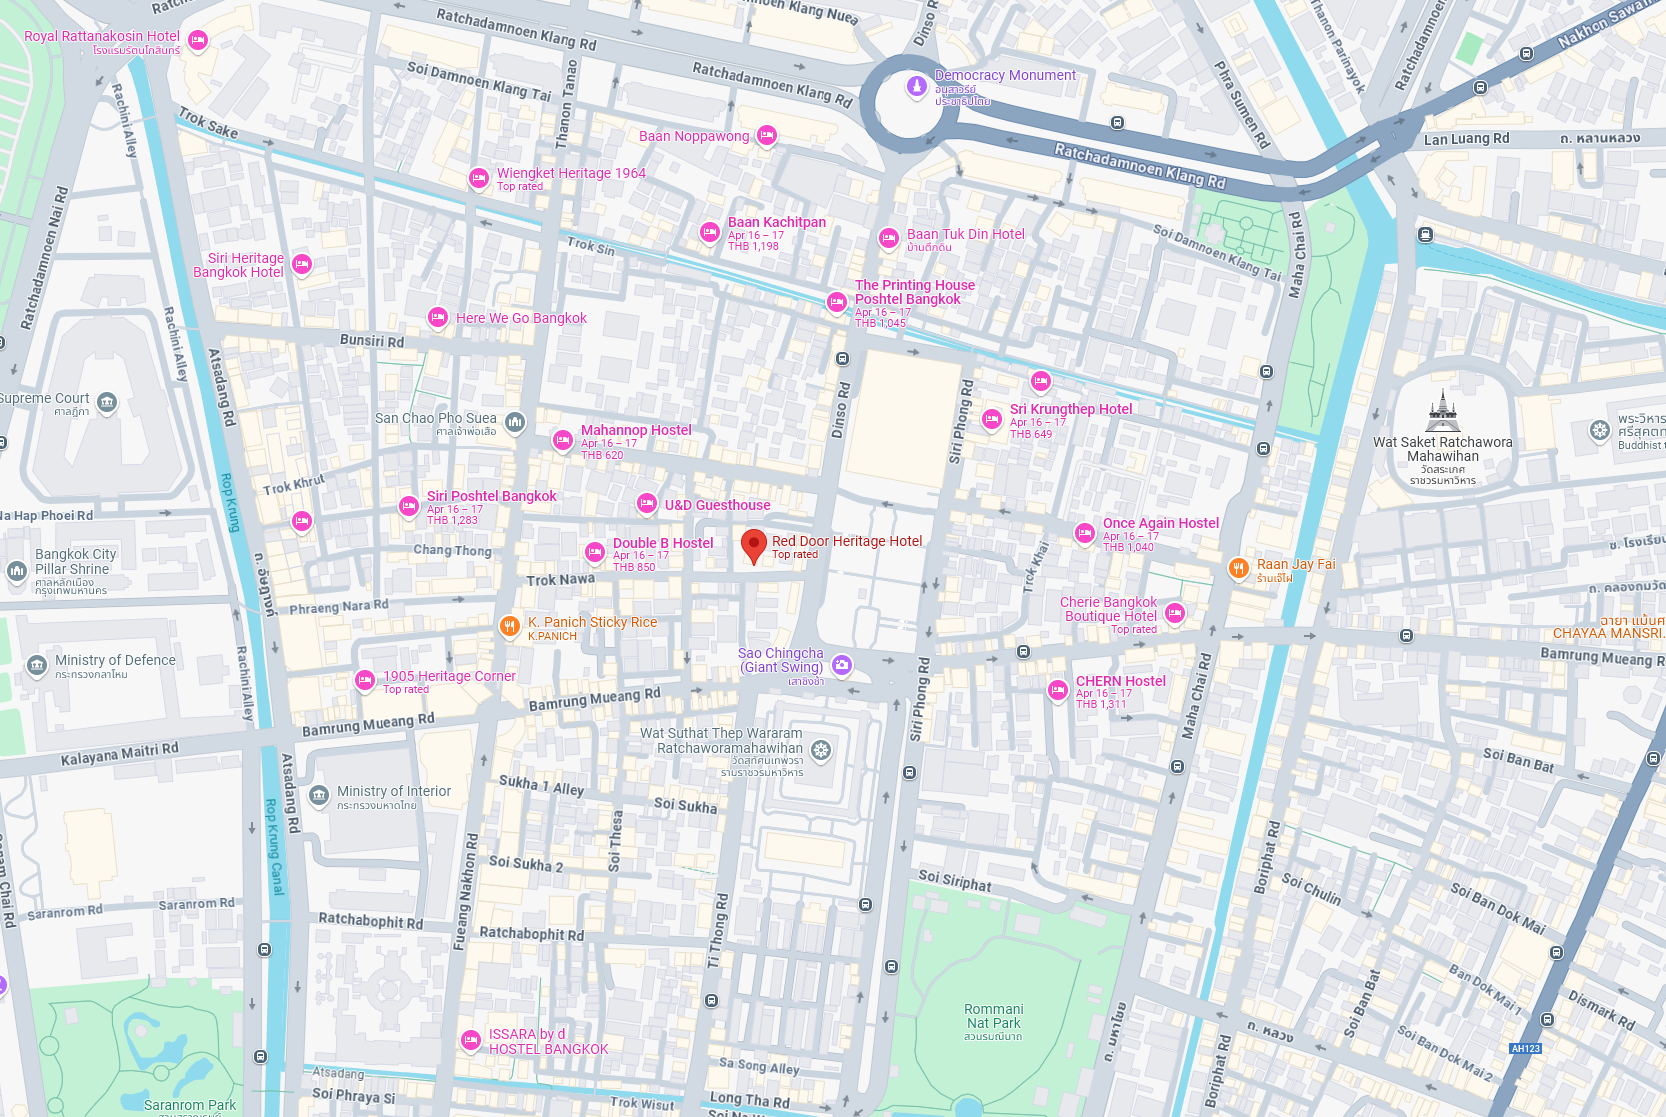 Ratchadamnoen Klang Nuea
Dinso Rd
Royal Rattanakosin Hotel
โรงแรมรัตนโกสินทร์
Ratchadamnoen Klang Rd
Soi Damnoen Klang Tai
Ratchadamnoen Klang Rd
Democracy Monument
อนุสาวรีย์
ประชาธิปไตย
Phra Sumen Rd
Thanon Parinayok
Ratchadamnoen
Nakhon Sawan
Lan Luang Rd
ถ. หลานหลวง
Rachini Alley
Trok Sake
Thanon Tanao
Baan Noppawong
Ratchadamnoen Klang Rd
Wiengket Heritage 1964
Top rated
Ratchadamnoen Nai Rd
Baan Kachitpan
Apr 16 – 17
THB 1,198
Baan Tuk Din Hotel
บ้านตึกดิน
Soi Damnoen Klang Tai
Maha Chai Rd
Trok Sin
Siri Heritage
Bangkok Hotel
The Printing House
Poshtel Bangkok
Apr 16 – 17
THB 1,045
Here We Go Bangkok
Rachini Alley
Bunsiri Rd
Atsadang Rd
Supreme Court
ศาลฎีกา
San Chao Pho Suea
ศาลเจ้าพ่อเสือ
Mahannop Hostel
Apr 16 – 17
THB 620
Dinso Rd
Siri Phong Rd
Sri Krungthep Hotel
Apr 16 – 17
THB 649
Wat Saket Ratchawora
Mahawihan
วัดสระเกศ
ราชวรมหาวิหาร
พระวิหาร
Buddhist
Trok Khrut
Rop Krung
Siri Poshtel Bangkok
Apr 16 – 17
THB 1,283
U&D Guesthouse
Na Hap Phoei Rd
Chang Thong
Double B Hostel
Apr 16 – 17
THB 850
Red Door Heritage Hotel
Top rated
Once Again Hostel
Apr 16 – 17
THB 1,040
Trok Khai
Raan Jay Fai
ร้านเจ๊ไฝ
ซ. โรงเรียน
Bangkok City
Pillar Shrine
ศาลหลักเมือง
กรุงเทพมหานคร
ถ. อัษฎางค์
Trok Nawa
Phraeng Nara Rd
Cherie Bangkok
Boutique Hotel
Top rated
K. Panich Sticky Rice
K.PANICH
CHAYAA MANSRI.
Bamrung Mueang R
Ministry of Defence
กระทรวงกลาโหม
Rachini Alley
1905 Heritage Corner
Top rated
Sao Chingcha
(Giant Swing)
เสาชิงช้า
Siri Phong Rd
CHERN Hostel
Apr 16 – 17
THB 1,311
Maha Chai Rd
Bamrung Mueang Rd
Bamrung Mueang Rd
Kalayana Maitri Rd
Wat Suthat Thep Wararam
Ratchaworamahawihan
วัดสุทัศนเทพวรา
รามราชวรมหาวิหาร
Soi Ban Bat
Atsadang Rd
Ministry of Interior
กระทรวงมหาดไทย
Sukha 1 Alley
Soi Sukha
Rop Krung Canal
Soi Thesa
Fueang Nakhon Rd
Soi Sukha 2
Boriphat Rd
Soi Siriphat
Soi Chulin
Soi Ban Dok Mai
Saranrom Rd
Saranrom Rd
Sanam Chai Rd
Ratchabophit Rd
Ratchabophit Rd
Ti Thong Rd
Ban Dok Mai 1
Dismark Rd
Soi Ban Bat
Rommani
Nat Park
สวนรมณีนาถ
ถ. มหาไชย
ถ. หลวง
Soi Ban Dok Mai 2
AH123
Boriphat Rd
ISSARA by d
HOSTEL BANGKOK
Sa Song Alley
Atsadang
Soi Phraya Si
Saranrom Park
Trok Wisut
Long Tha Rd